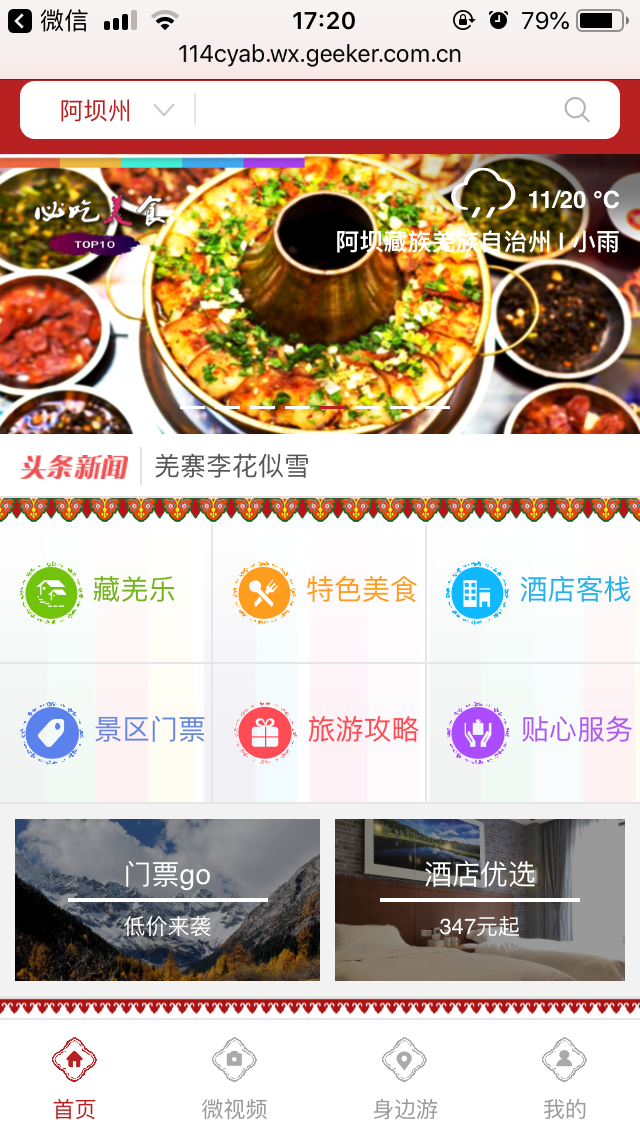 微信 17:20 79%
114cyab.wx.geeker.com.cn
阿坝州
必吃美食
TOP10
11/20 °C
阿坝藏族羌族自治州 | 小雨
头条新闻 羌寨李花似雪
藏羌乐 特色美食 酒店客栈
景区门票 旅游攻略 贴心服务
门票go 酒店优选
低价来袭 347元起
首页 微视频 身边游 我的